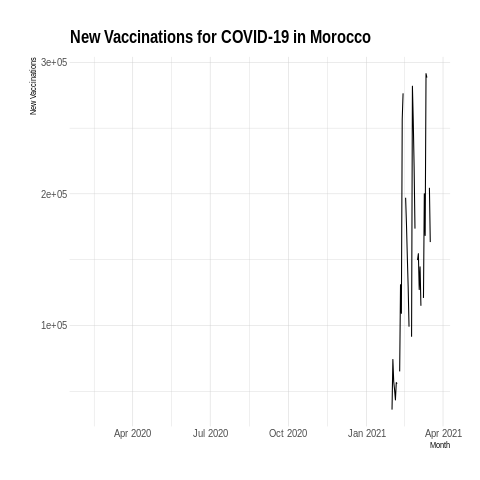 New Vaccinations for COVID-19 in Morocco
New Vaccinations
3e+05
2e+05
1e+05
Apr 2020
Jul 2020
Oct 2020
Jan 2021
Apr 2021
Month